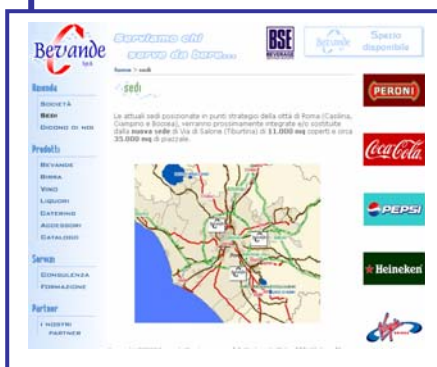 Bevande
SpA
Serviamo chi
serve da bere...
BSE
BEVERAGE
Bevande
Spazio
disponibile
home > sedi
Azienda
SOCIETÀ
SEDI
DICONO DI NOI
Prodotti
BEVANDE
BIRRA
VINO
LIQUORI
CATERING
ACCESSORI
CATALOGO
Servizi
CONSULENZA
FORMAZIONE
Partner
I NOSTRI
PARTNER
sedi
Le attuali sedi posizionate in punti strategici della città di Roma (Casilina,
Ciampino e Boccea), verranno prossimamente integrate e/o sostituite
dalla nuova sede di Via di Salone (Tiburtina) di 11.000 mq coperti e circa
35.000 mq di piazzale.
PERONI
Coca-Cola
PEPSI
Heineken
Virgin